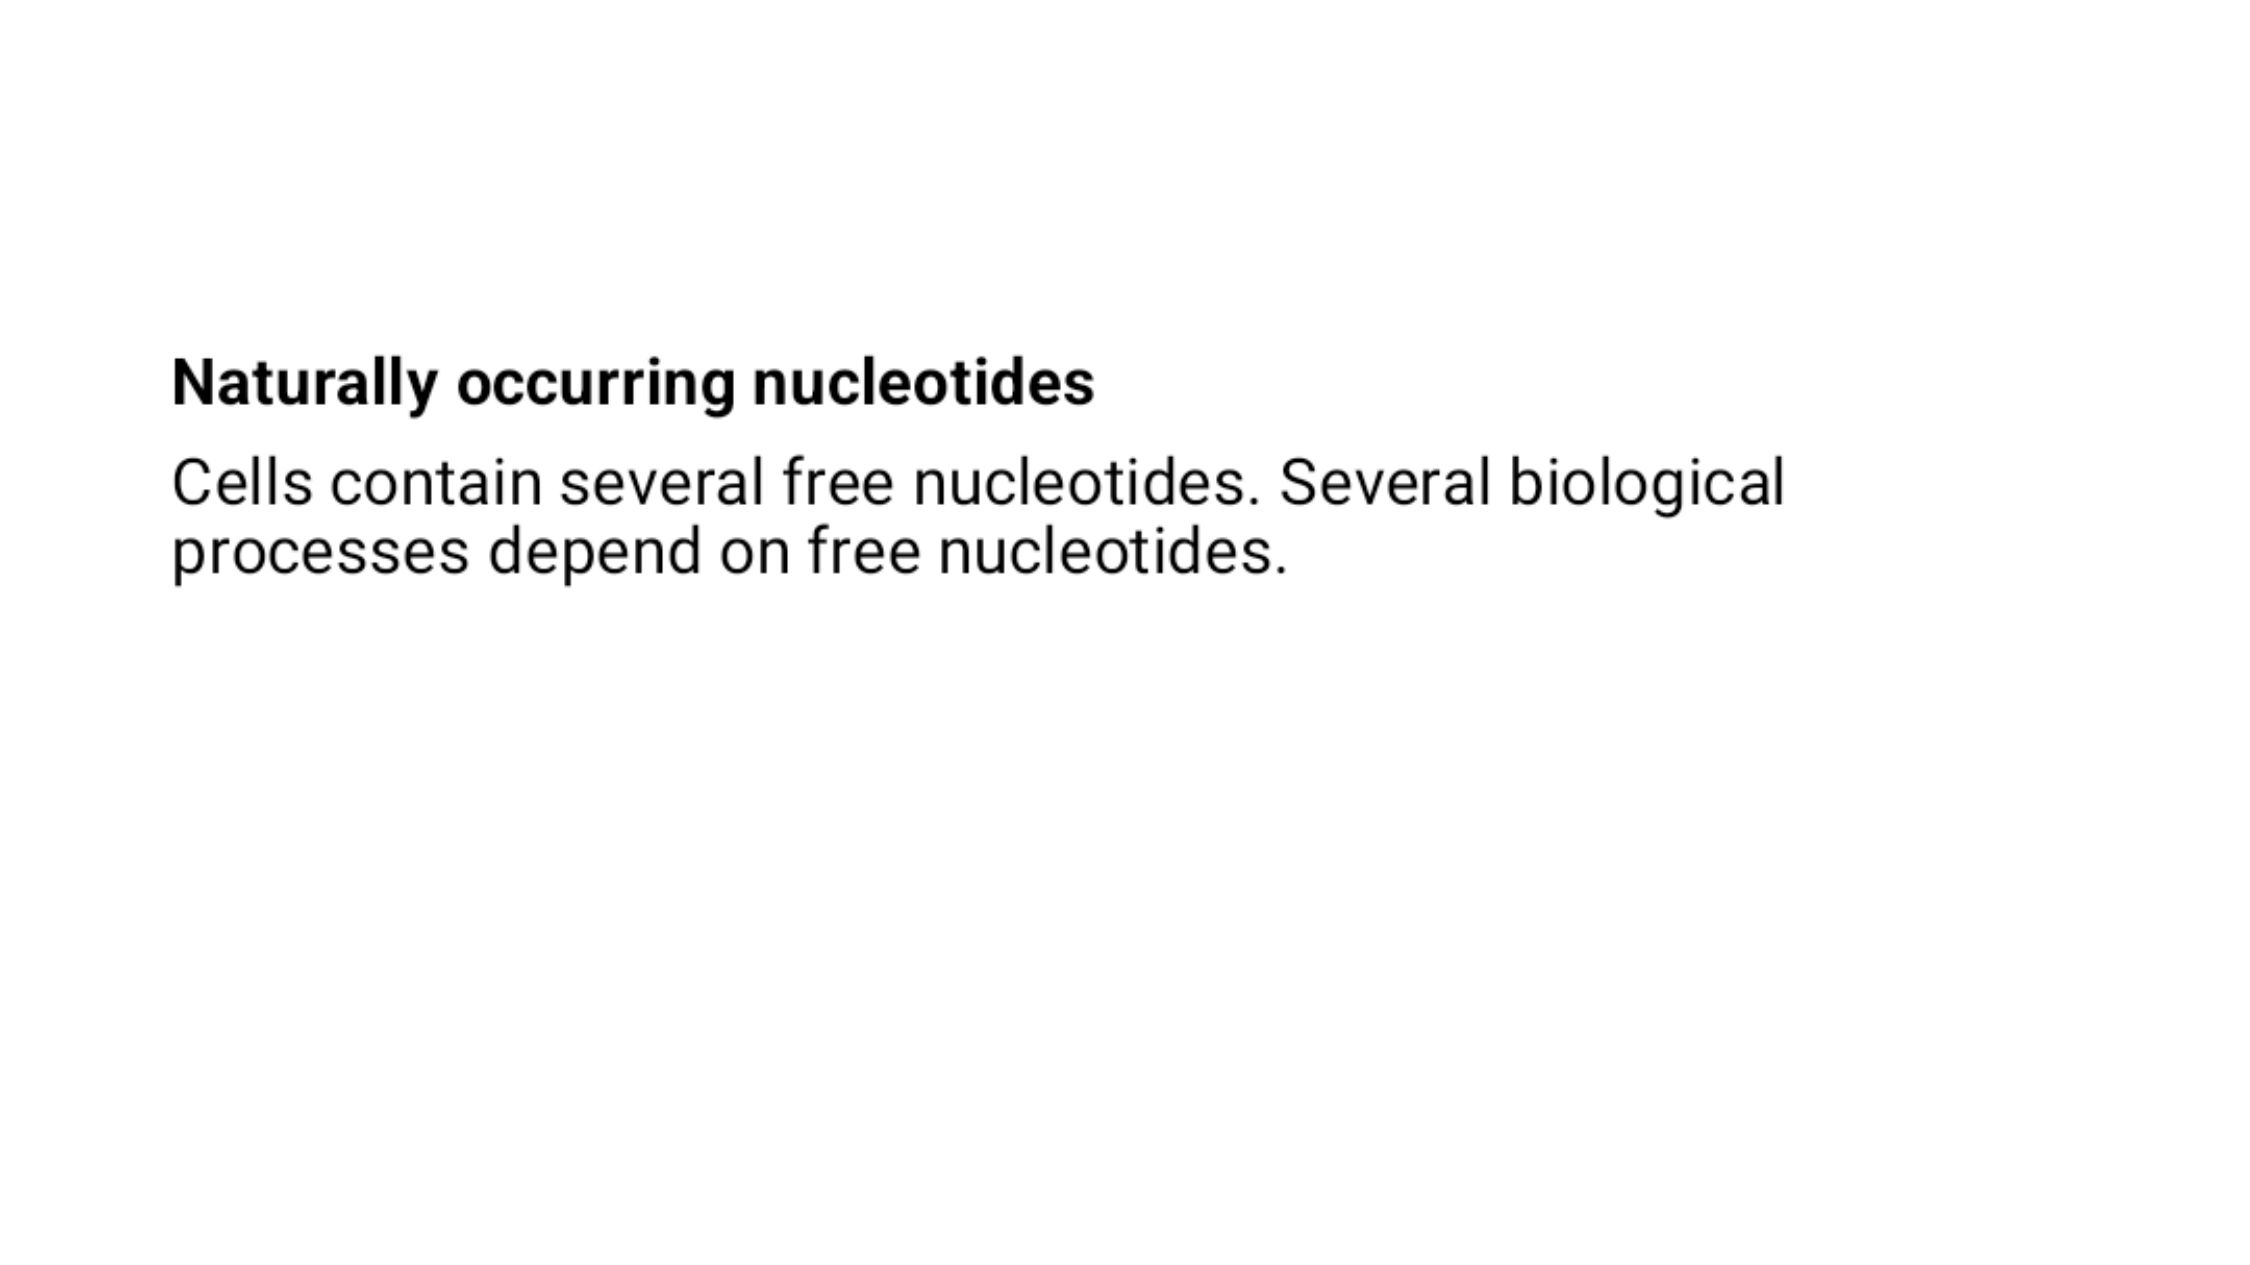 Naturally occurring nucleotides
Cells contain several free nucleotides. Several biological
processes depend on free nucleotides.